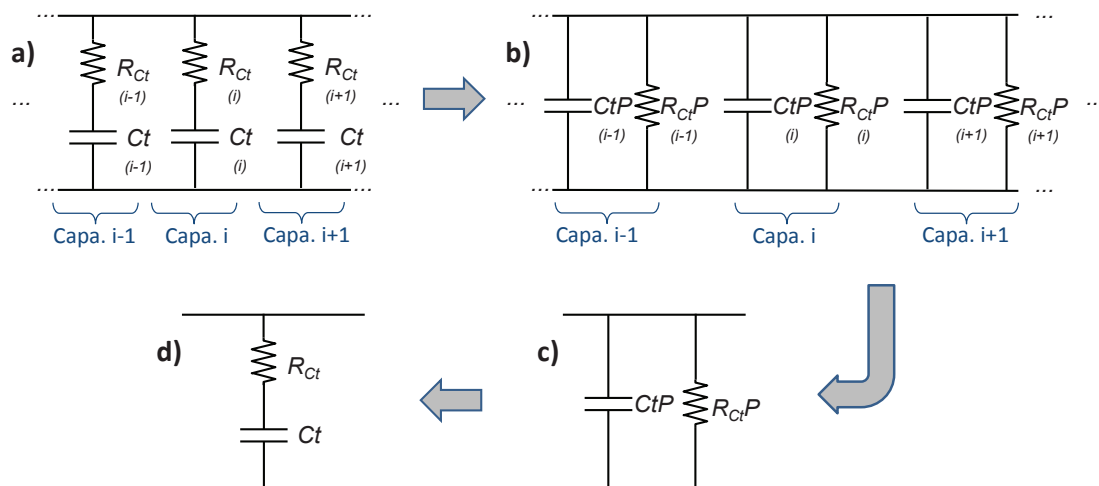 ... ... ... ...
a) b)
R_Ct R_Ct R_Ct
(i-1) (i) (i+1)
... ... ... CtP R_CtP CtP R_CtP CtP R_CtP ..
(i-1) (i-1) (i) (i) (i+1) (i+1)
Ct Ct Ct
(i-1) (i) (i+1)
... ... ... ...
Capa. i-1 Capa. i Capa. i+1 Capa. i-1 Capa. i Capa. i+1
d) c)
R_Ct
CtP R_CtP
Ct